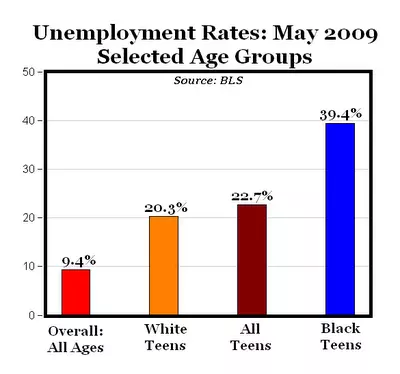 Unemployment Rates: May 2009
Selected Age Groups
Source: BLS
50
40
30
20
10
0
9.4%
20.3%
22.7%
39.4%
Overall:
All Ages
White
Teens
All
Teens
Black
Teens